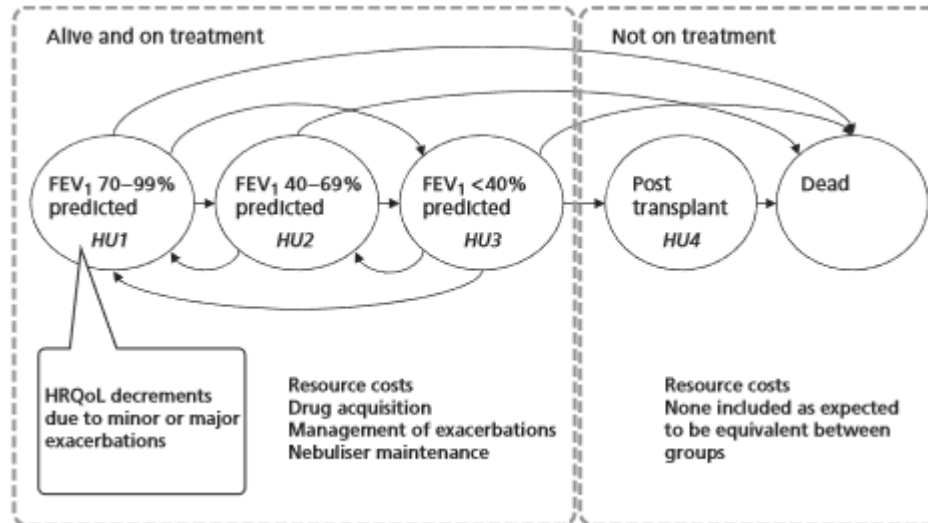 Alive and on treatment
Not on treatment
FEV₁ 70–99%
predicted
HU1
FEV₁ 40–69%
predicted
HU2
FEV₁ <40%
predicted
HU3
Post
transplant
HU4
Dead
HRQoL decrements
due to minor or major
exacerbations
Resource costs
Drug acquisition
Management of exacerbations
Nebuliser maintenance
Resource costs
None included as expected
to be equivalent between
groups